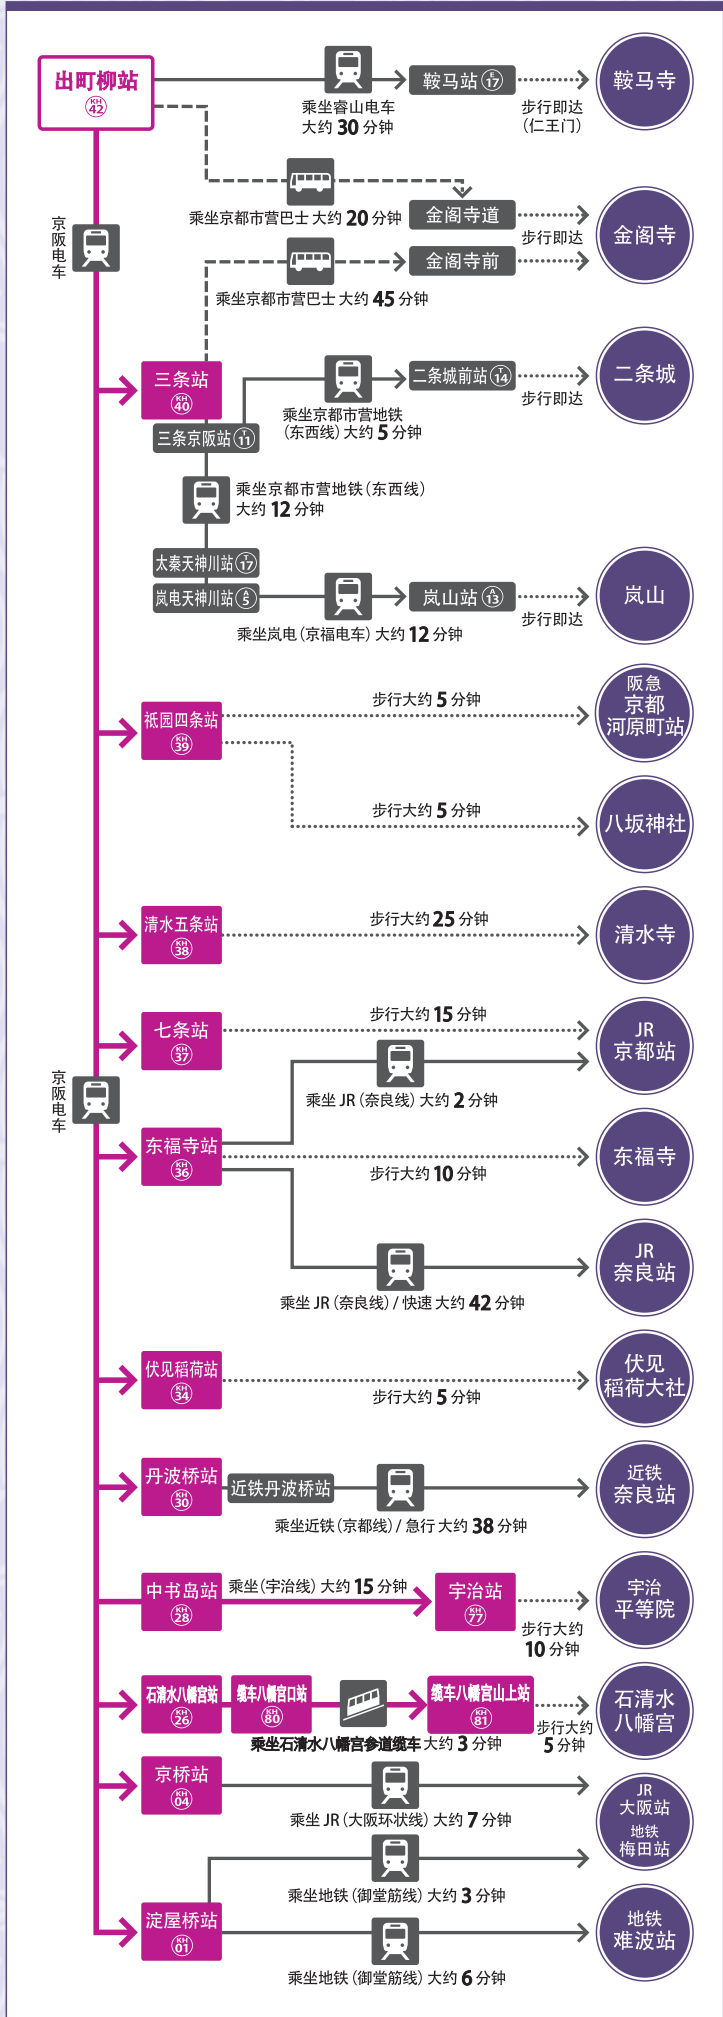 出町柳站
KH
42
乘坐睿山电车
大约 30 分钟
鞍马站 E 17
步行即达
(仁王门)
鞍马寺
乘坐京都市营巴士 大约 20 分钟
金阁寺道
步行即达
金阁寺
京阪电车
金阁寺前
乘坐京都市营巴士 大约 45 分钟
三条站
KH
40
三条京阪站 T 11
乘坐京都市营地铁
(东西线) 大约 5 分钟
二条城前站 T 14
步行即达
二条城
乘坐京都市营地铁 (东西线)
大约 12 分钟
太秦天神川站 T 17
岚电天神川站 A 5
乘坐岚电 (京福电车) 大约 12 分钟
岚山站 A 13
步行即达
岚山
祇园四条站
KH
39
步行大约 5 分钟
阪急
京都
河原町站
步行大约 5 分钟
八坂神社
清水五条站
KH
38
步行大约 25 分钟
清水寺
七条站
KH
37
步行大约 15 分钟
JR
京都站
乘坐 JR (奈良线) 大约 2 分钟
京阪电车
东福寺站
KH
36
步行大约 10 分钟
东福寺
乘坐 JR (奈良线) / 快速 大约 42 分钟
JR
奈良站
伏见稻荷站
KH
34
步行大约 5 分钟
伏见
稻荷大社
丹波桥站
KH
30
近铁丹波桥站
乘坐近铁 (京都线) / 急行 大约 38 分钟
近铁
奈良站
中书岛站
KH
28
乘坐 (宇治线) 大约 15 分钟
宇治站
KH
77
步行大约
10 分钟
宇治
平等院
石清水八幡宫站
KH
26
缆车八幡宫口站
KH
80
乘坐石清水八幡宫参道缆车 大约 3 分钟
缆车八幡宫山上站
KH
81
步行大约
5 分钟
石清水
八幡宫
京桥站
KH
04
乘坐 JR (大阪环状线) 大约 7 分钟
JR
大阪站
地铁
梅田站
乘坐地铁 (御堂筋线) 大约 3 分钟
淀屋桥站
KH
01
乘坐地铁 (御堂筋线) 大约 6 分钟
地铁
难波站